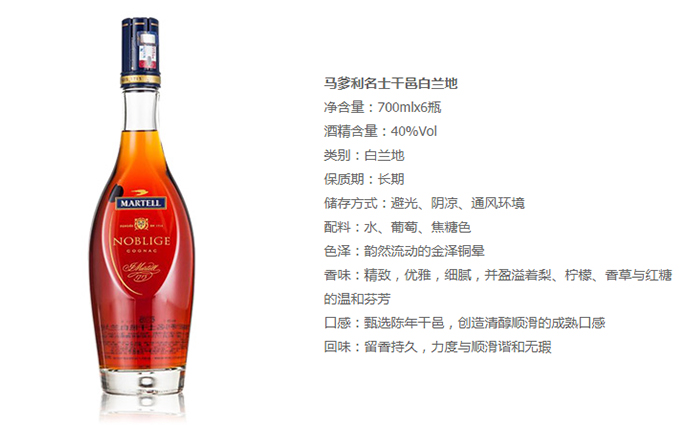 马爹利名士干邑白兰地
净含量：700mlx6瓶
酒精含量：40%Vol
类别：白兰地
保质期：长期
储存方式：避光、阴凉、通风环境
配料：水、葡萄、焦糖色
色泽：韵然流动的金泽铜晕
香味：精致，优雅，细腻，并盈溢着梨、柠檬、香草与红糖
的温和芬芳
口感：甄选陈年干邑，创造清醇顺滑的成熟口感
回味：留香持久，力度与顺滑谐和无瑕
MARTELL
NOBLIGE
COGNAC
J. Martell
1715